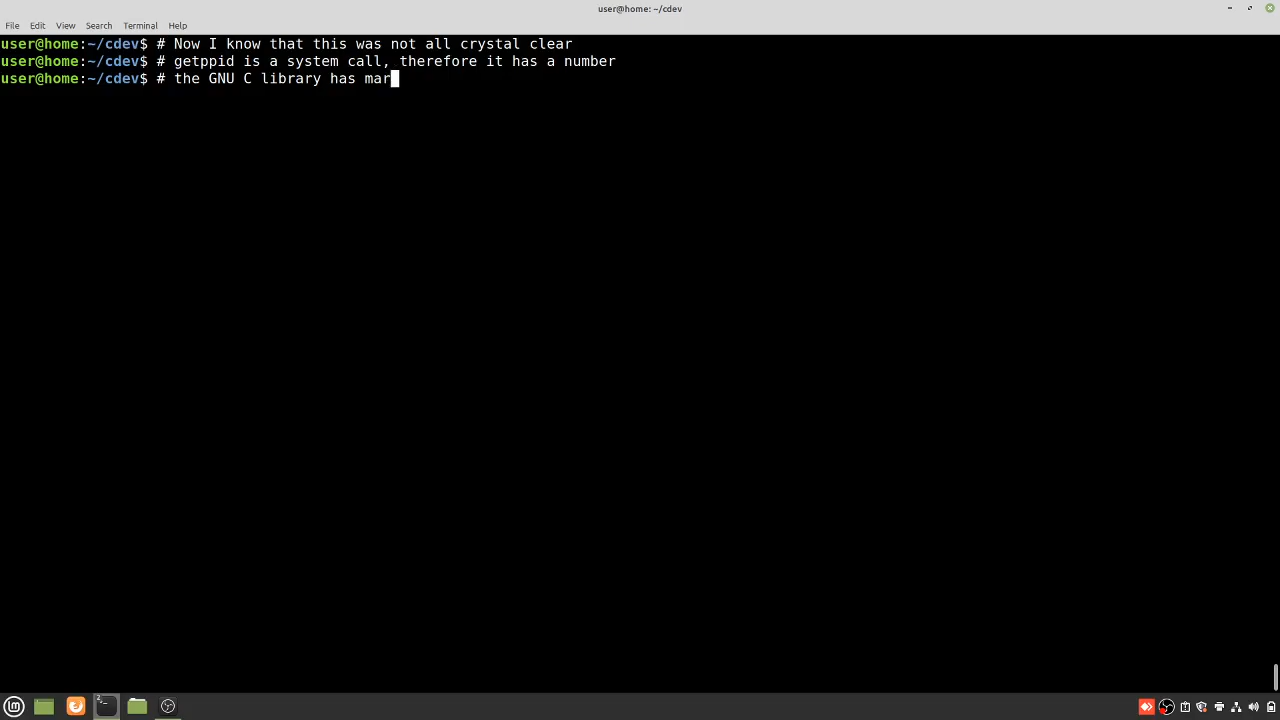 user@home: ~/cdev
File Edit View Search Terminal Help
user@home:~/cdev$ # Now I know that this was not all crystal clear
user@home:~/cdev$ # getppid is a system call, therefore it has a number
user@home:~/cdev$ # the GNU C library has mar